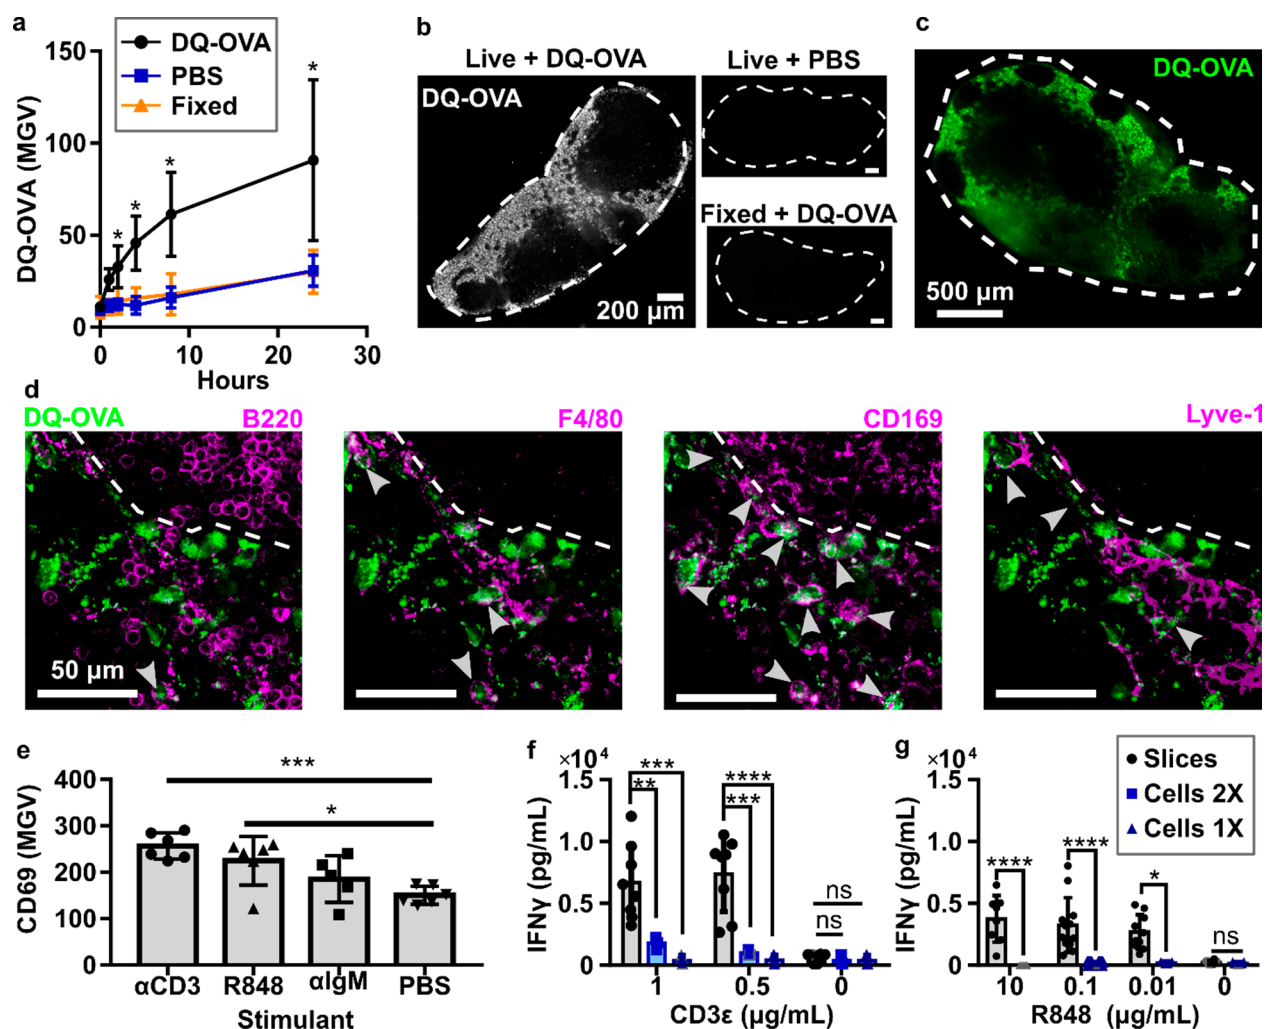 a
DQ-OVA
PBS
Fixed
DQ-OVA (MGV)
150
100
50
0
0 10 20 30
Hours
* * * *
*
b
Live + DQ-OVA
DQ-OVA
200 µm
Live + PBS
Fixed + DQ-OVA
c
DQ-OVA
500 µm
d
DQ-OVA B220
F4/80
CD169
Lyve-1
50 µm
e
CD69 (MGV)
400
300
200
100
0
***
*
αCD3 R848 αIgM PBS
Stimulant
f
×10⁴
IFNγ (pg/mL)
1.5
1.0
0.5
0
***
**
****
***
ns
ns
1 0.5 0
CD3ε (µg/mL)
g
×10⁴
IFNγ (pg/mL)
1.5
1.0
0.5
0
Slices
Cells 2X
Cells 1X
****
****
*
ns
10 0.1 0.01 0
R848 (µg/mL)